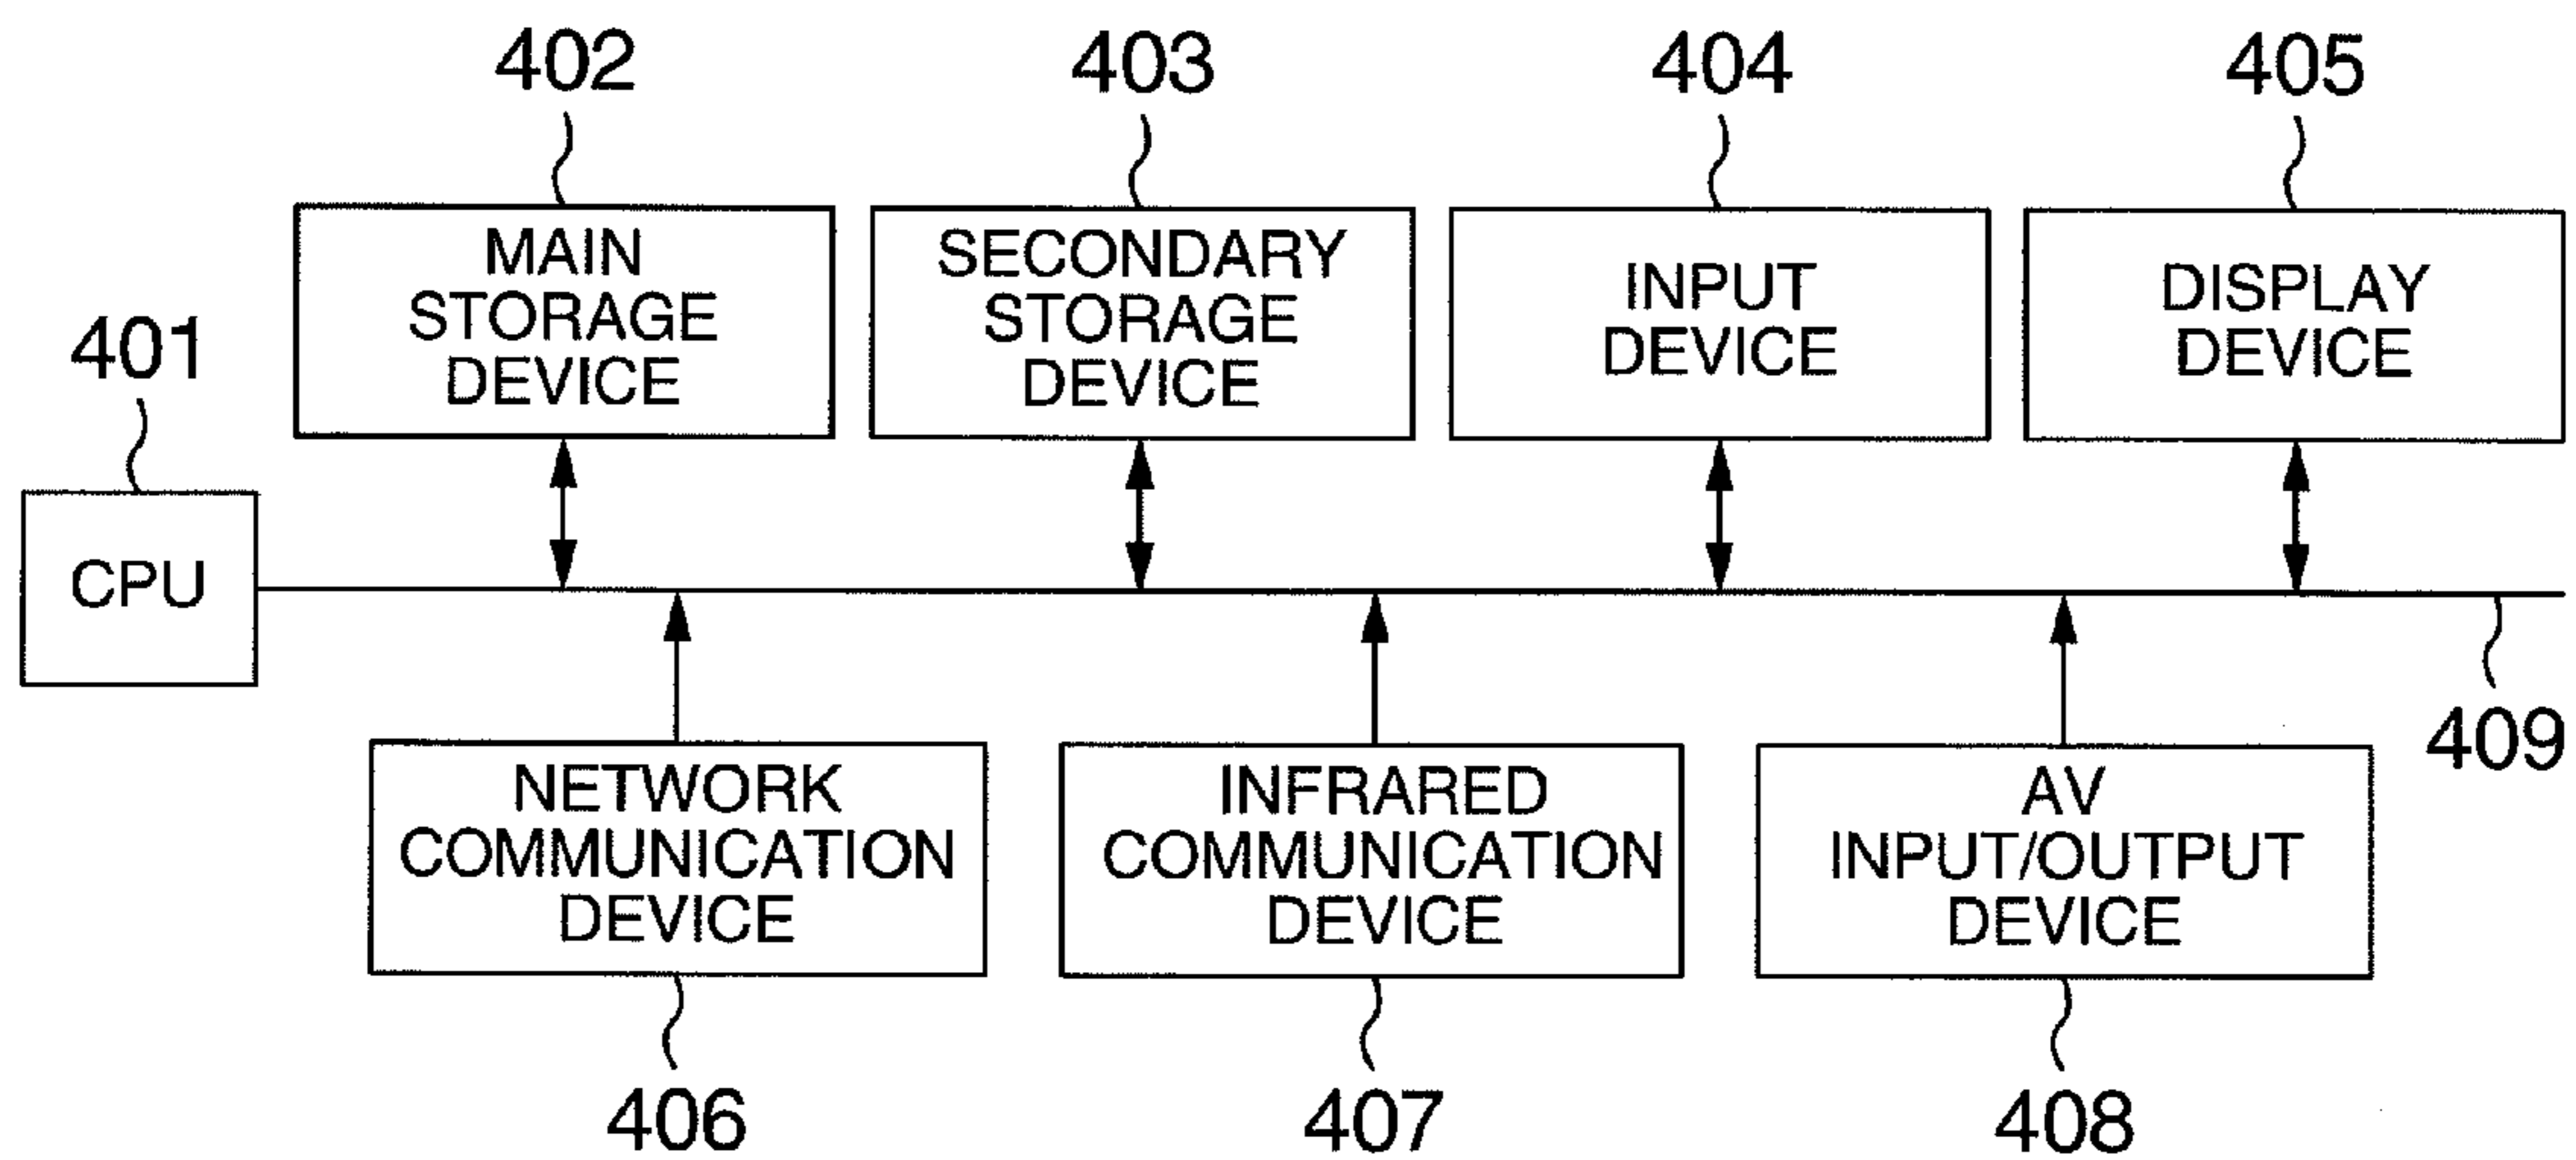 402
403
404
405
401
MAIN
STORAGE
DEVICE
SECONDARY
STORAGE
DEVICE
INPUT
DEVICE
DISPLAY
DEVICE
CPU
409
NETWORK
COMMUNICATION
DEVICE
INFRARED
COMMUNICATION
DEVICE
AV
INPUT/OUTPUT
DEVICE
406
407
408